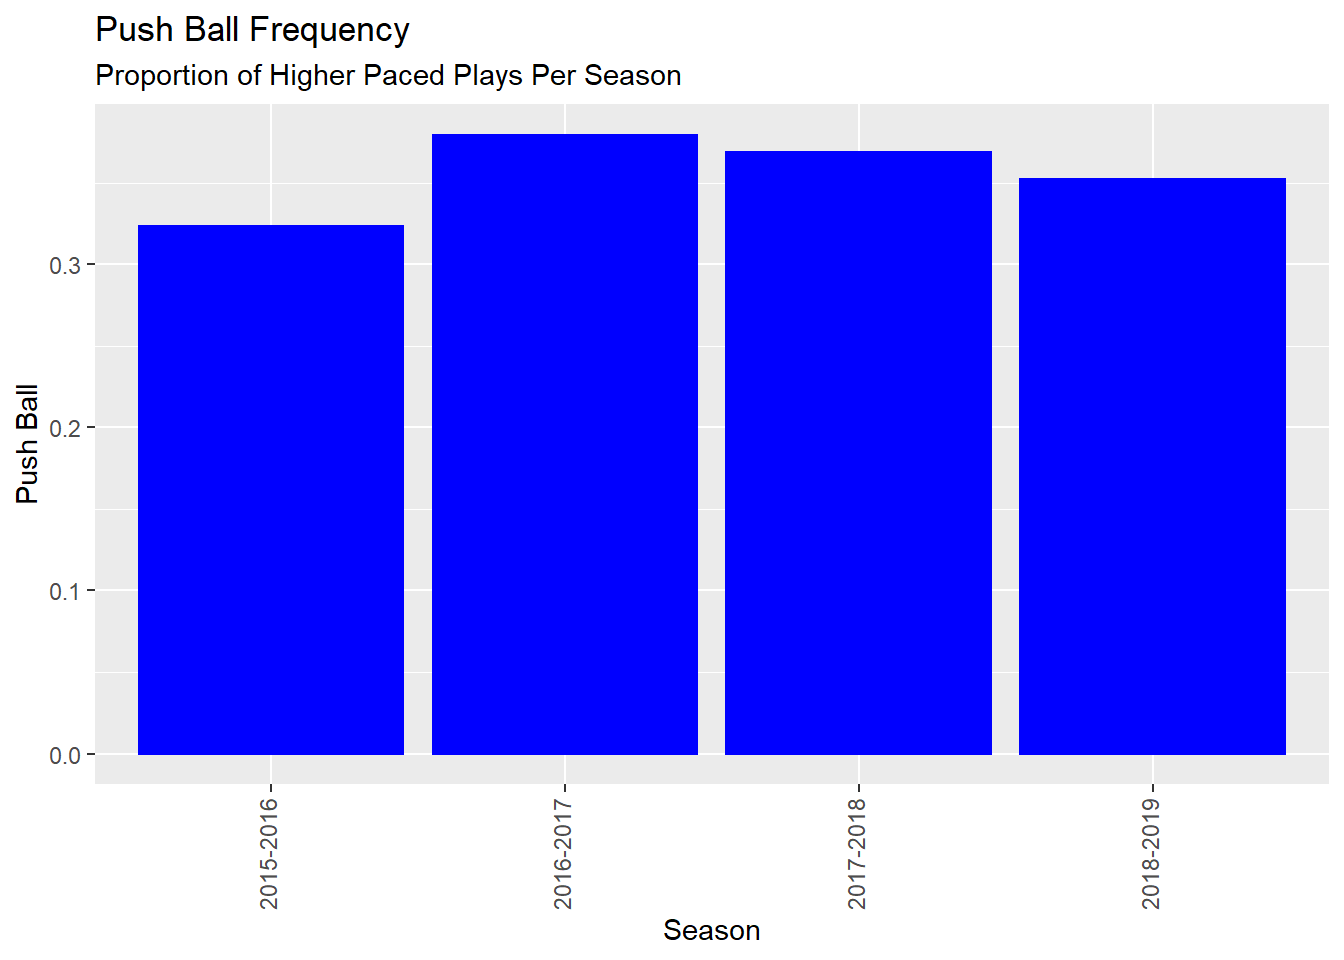 Push Ball Frequency
Proportion of Higher Paced Plays Per Season
Push Ball
0.3
0.2
0.1
0.0
2015-2016
2016-2017
2017-2018
2018-2019
Season